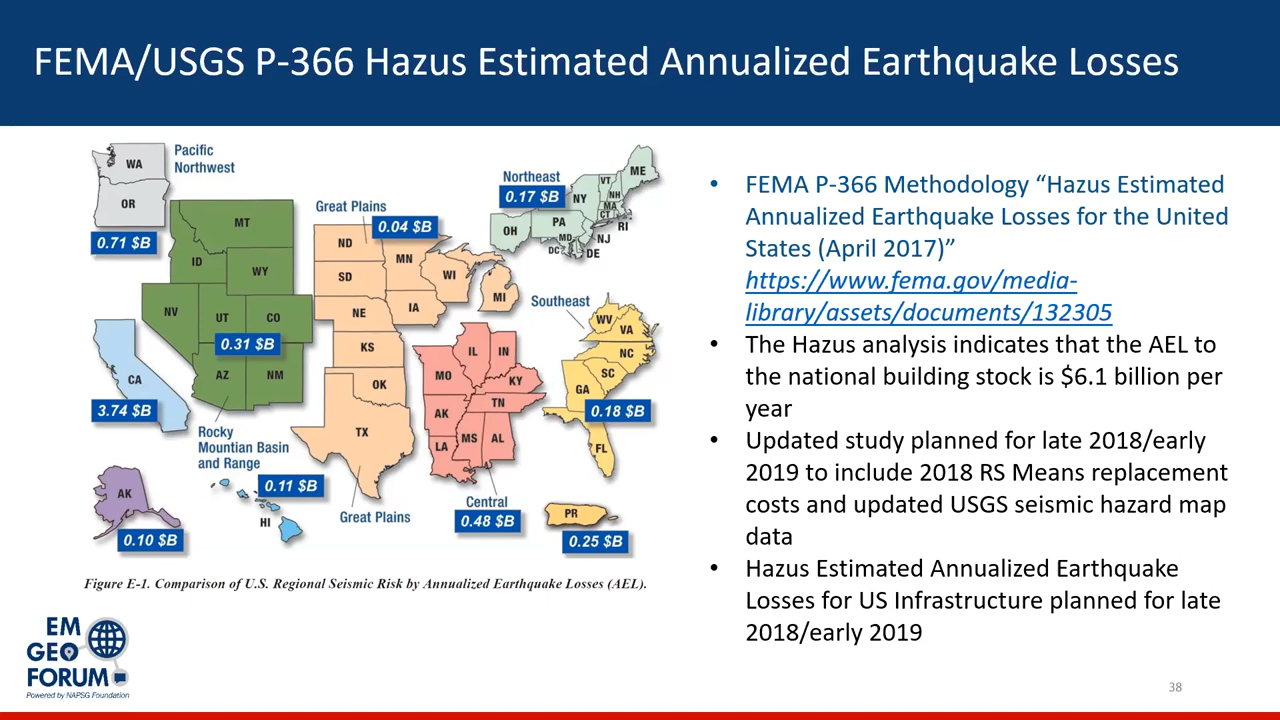 FEMA/USGS P-366 Hazus Estimated Annualized Earthquake Losses
Pacific
Northwest
WA
OR
0.71 $B
MT
ID
WY
NV
UT
CO
0.31 $B
AZ
NM
Rocky
Mountain Basin
and Range
CA
3.74 $B
AK
0.10 $B
0.11 $B
HI
Great Plains
0.04 $B
ND
MN
SD
WI
MI
NE
IA
KS
OK
TX
Great Plains
Northeast
0.17 $B
ME
VT
NH
NY
MA
CT
RI
PA
OH
NJ
MD
DC
DE
Southeast
WV
VA
NC
SC
GA
0.18 $B
FL
IL
IN
MO
KY
TN
AK
MS
AL
LA
Central
0.48 $B
PR
0.25 $B
Figure E-1. Comparison of U.S. Regional Seismic Risk by Annualized Earthquake Losses (AEL).
• FEMA P-366 Methodology “Hazus Estimated
Annualized Earthquake Losses for the United
States (April 2017)”
https://www.fema.gov/media-
library/assets/documents/132305
• The Hazus analysis indicates that the AEL to
the national building stock is $6.1 billion per
year
• Updated study planned for late 2018/early
2019 to include 2018 RS Means replacement
costs and updated USGS seismic hazard map
data
• Hazus Estimated Annualized Earthquake
Losses for US Infrastructure planned for late
2018/early 2019
EM
GEO
FORUM
Powered by NAPSG Foundation
38